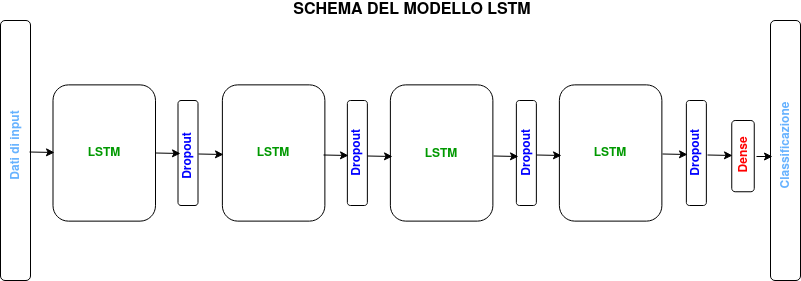 SCHEMA DEL MODELLO LSTM
Dati di input
LSTM
Dropout
LSTM
Dropout
LSTM
Dropout
LSTM
Dropout
Dense
Classificazione